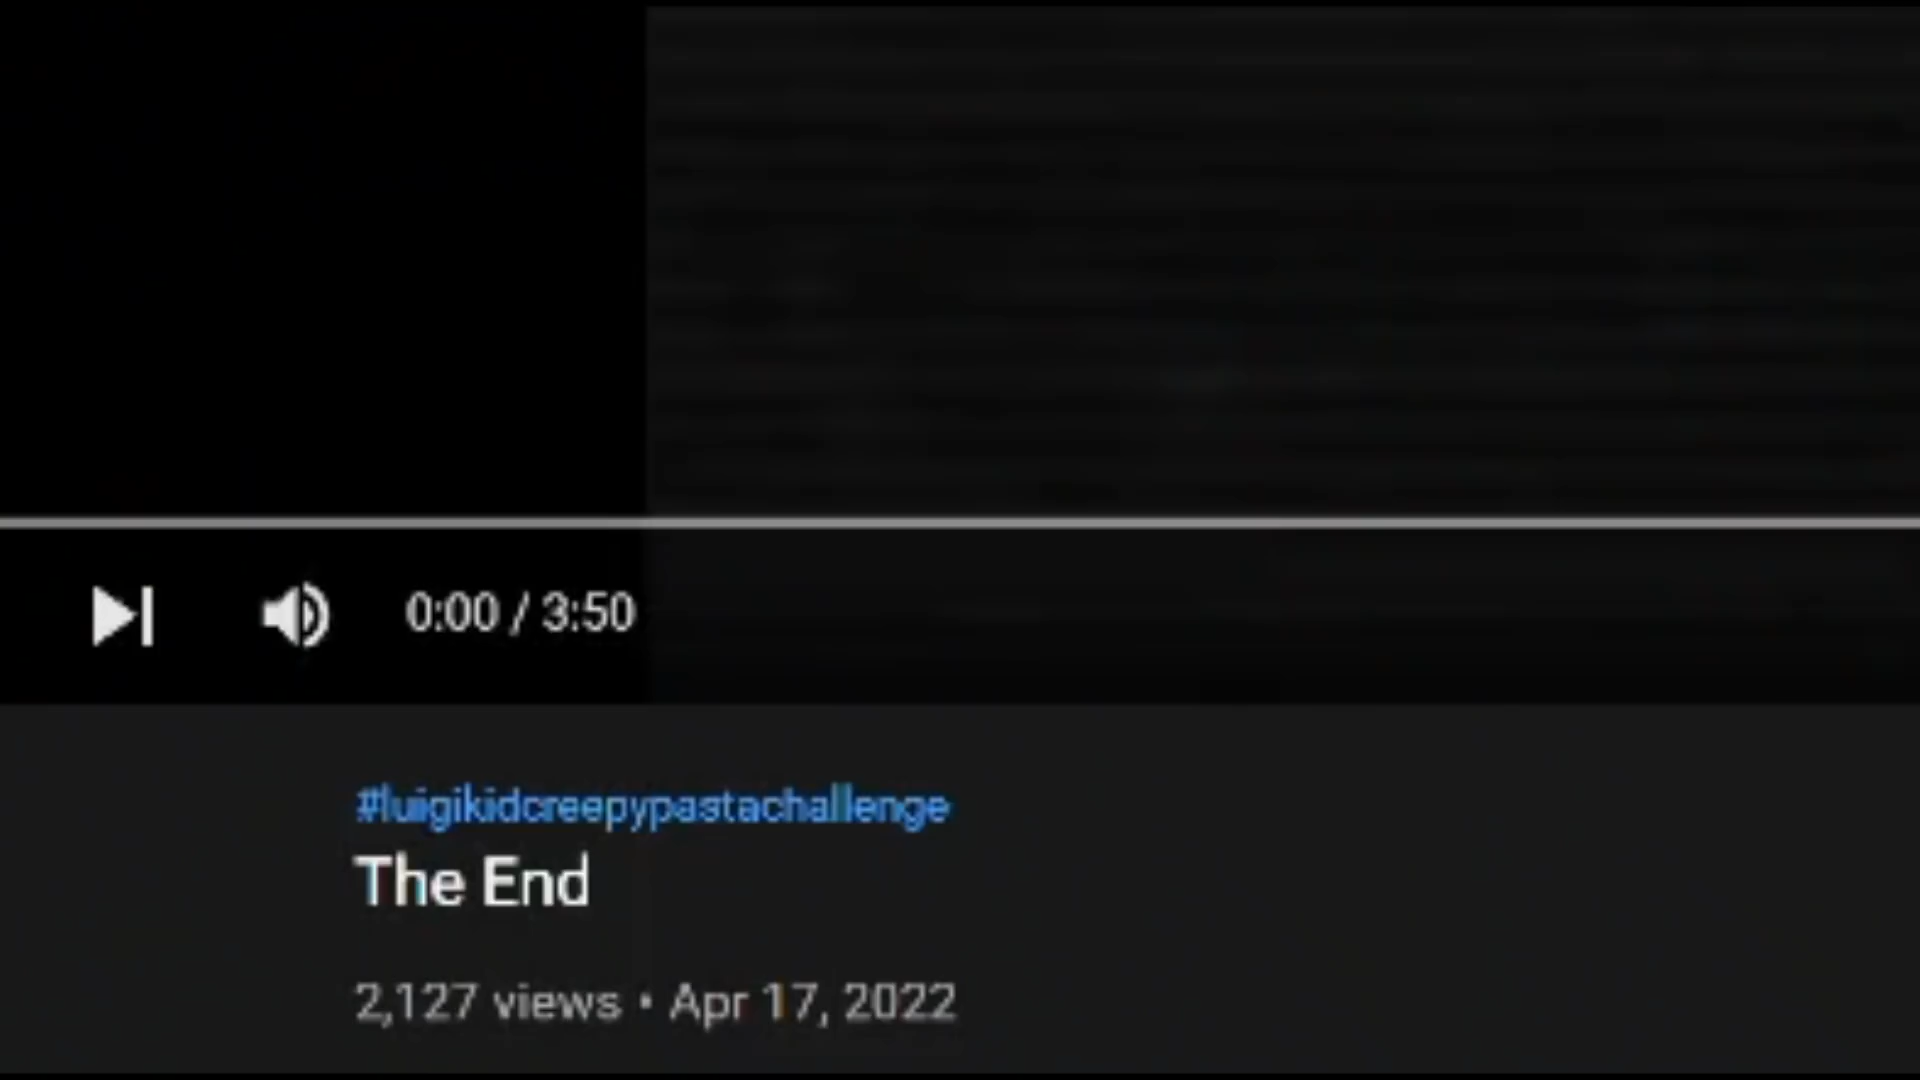 0:00 / 3:50
#luigikidcreepypastachallenge
The End
2,127 views • Apr 17, 2022